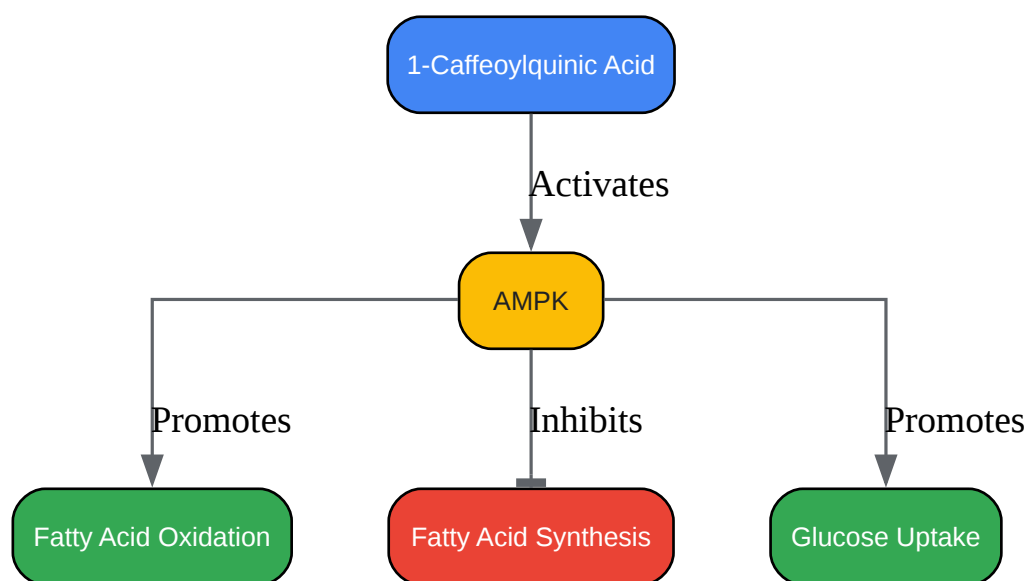 1-Caffeoylquinic Acid
Activates
AMPK
Promotes
Inhibits
Promotes
Fatty Acid Oxidation
Fatty Acid Synthesis
Glucose Uptake